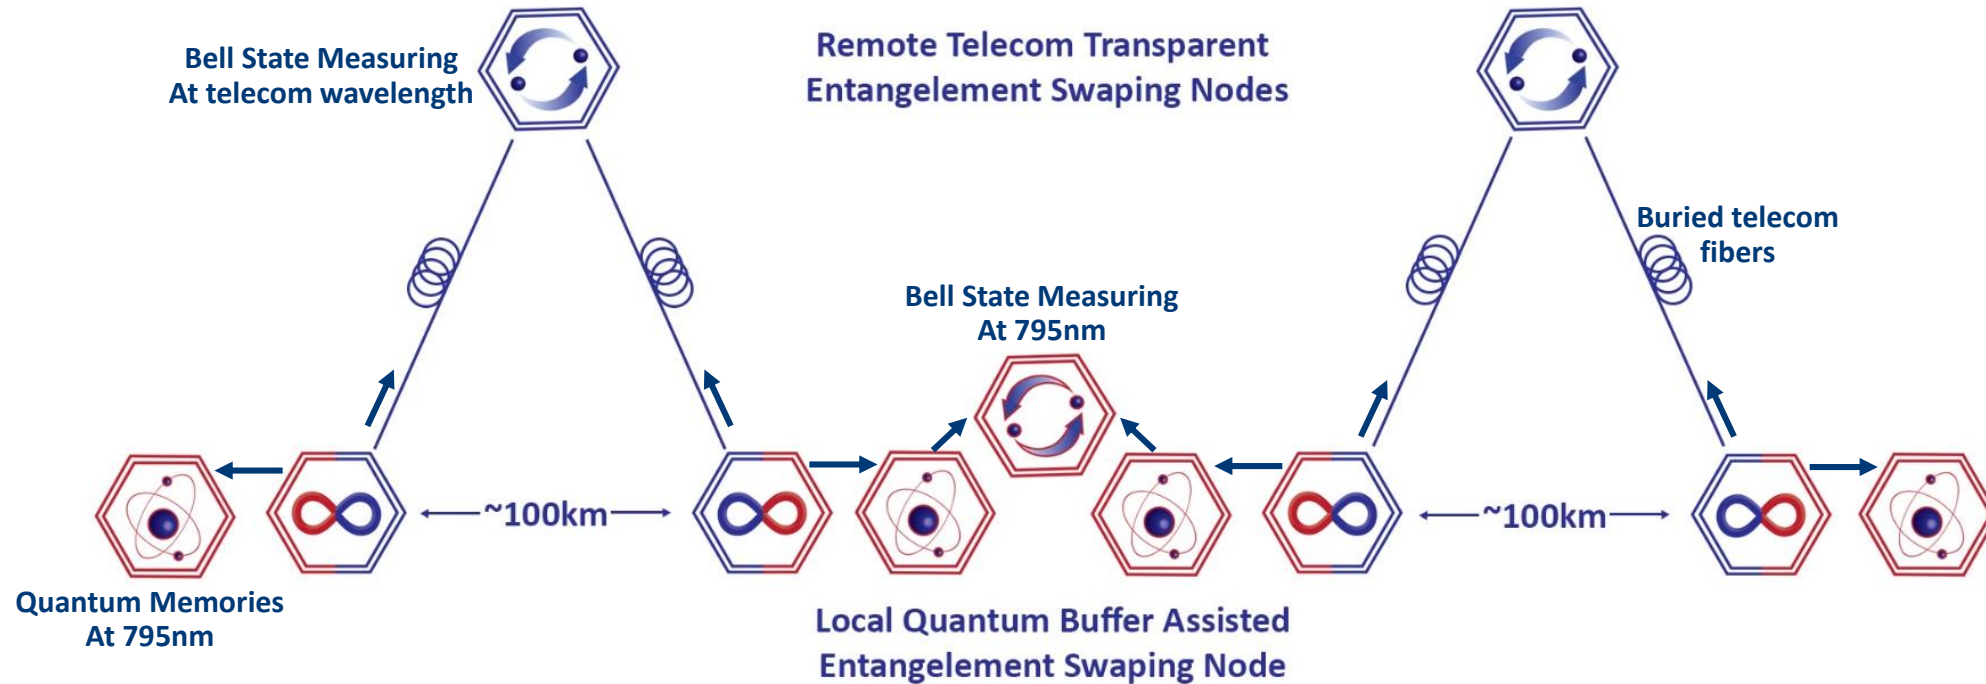 Bell State Measuring
At telecom wavelength
Remote Telecom Transparent
Entangelement Swaping Nodes
Buried telecom
fibers
Bell State Measuring
At 795nm
~100km
~100km
Quantum Memories
At 795nm
Local Quantum Buffer Assisted
Entangelement Swaping Node